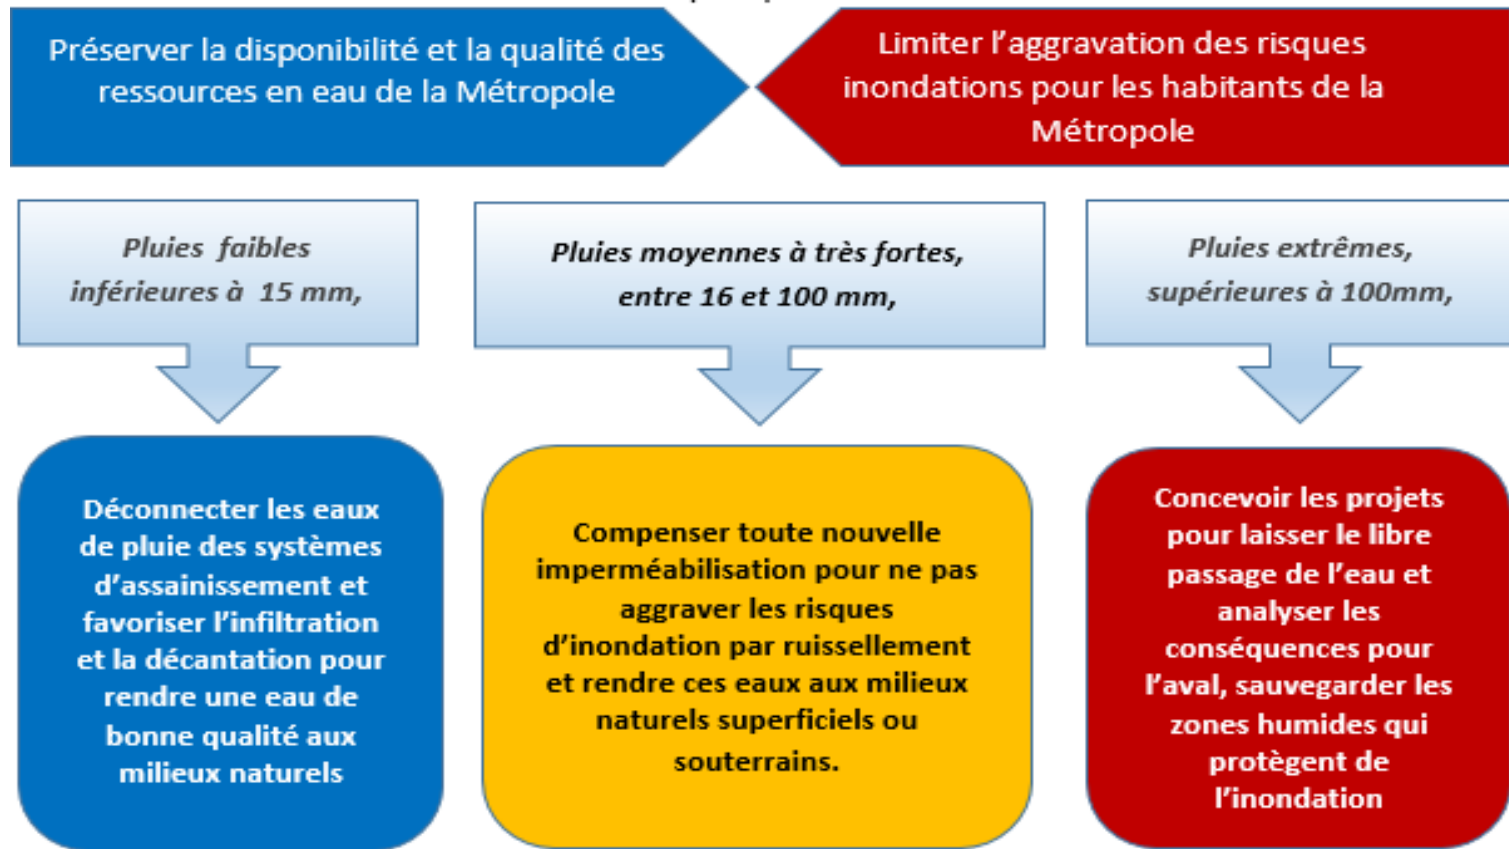 Préserver la disponibilité et la qualité des
ressources en eau de la Métropole
Limiter l'aggravation des risques
inondations pour les habitants de la
Métropole
Pluies faibles
inférieures à 15 mm,
Pluies moyennes à très fortes,
entre 16 et 100 mm,
Pluies extrêmes,
supérieures à 100mm,
Déconnecter les eaux
de pluie des systèmes
d'assainissement et
favoriser l'infiltration
et la décantation pour
rendre une eau de
bonne qualité aux
milieux naturels
Compenser toute nouvelle
imperméabilisation pour ne pas
aggraver les risques
d'inondation par ruissellement
et rendre ces eaux aux milieux
naturels superficiels ou
souterrains.
Concevoir les projets
pour laisser le libre
passage de l'eau et
analyser les
conséquences pour
l'aval, sauvegarder les
zones humides qui
protègent de
l'inondation